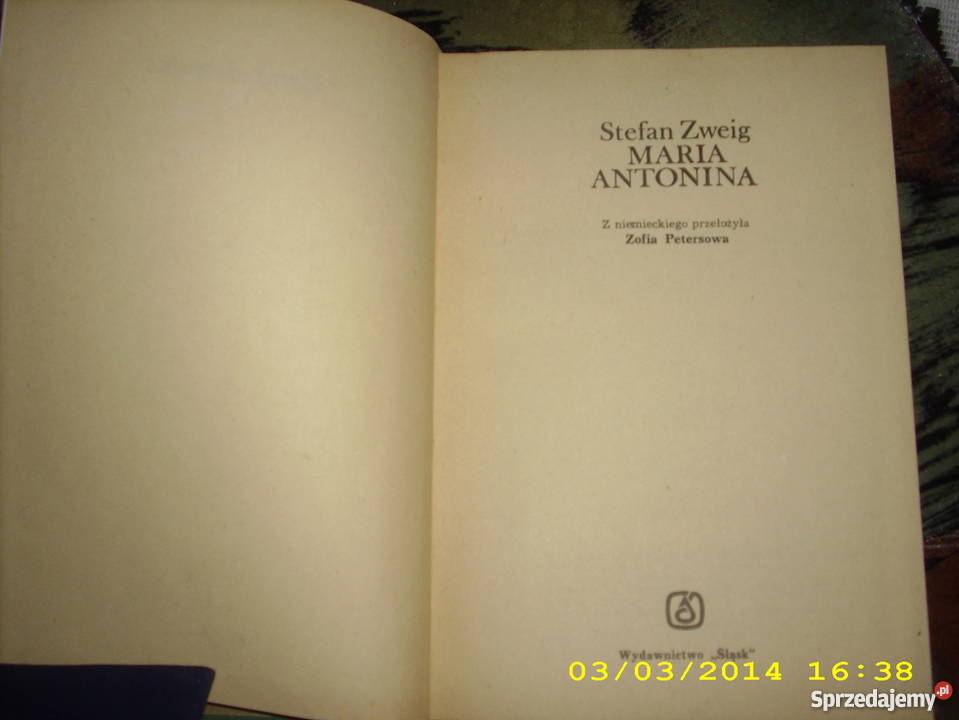 Stefan Zweig
MARIA
ANTONINA
Z niemieckiego przełożyła
Zofia Petersowa
Wydawnictwo „Śląsk"
03/03/2014 16:38
Sprzedajemy.pl